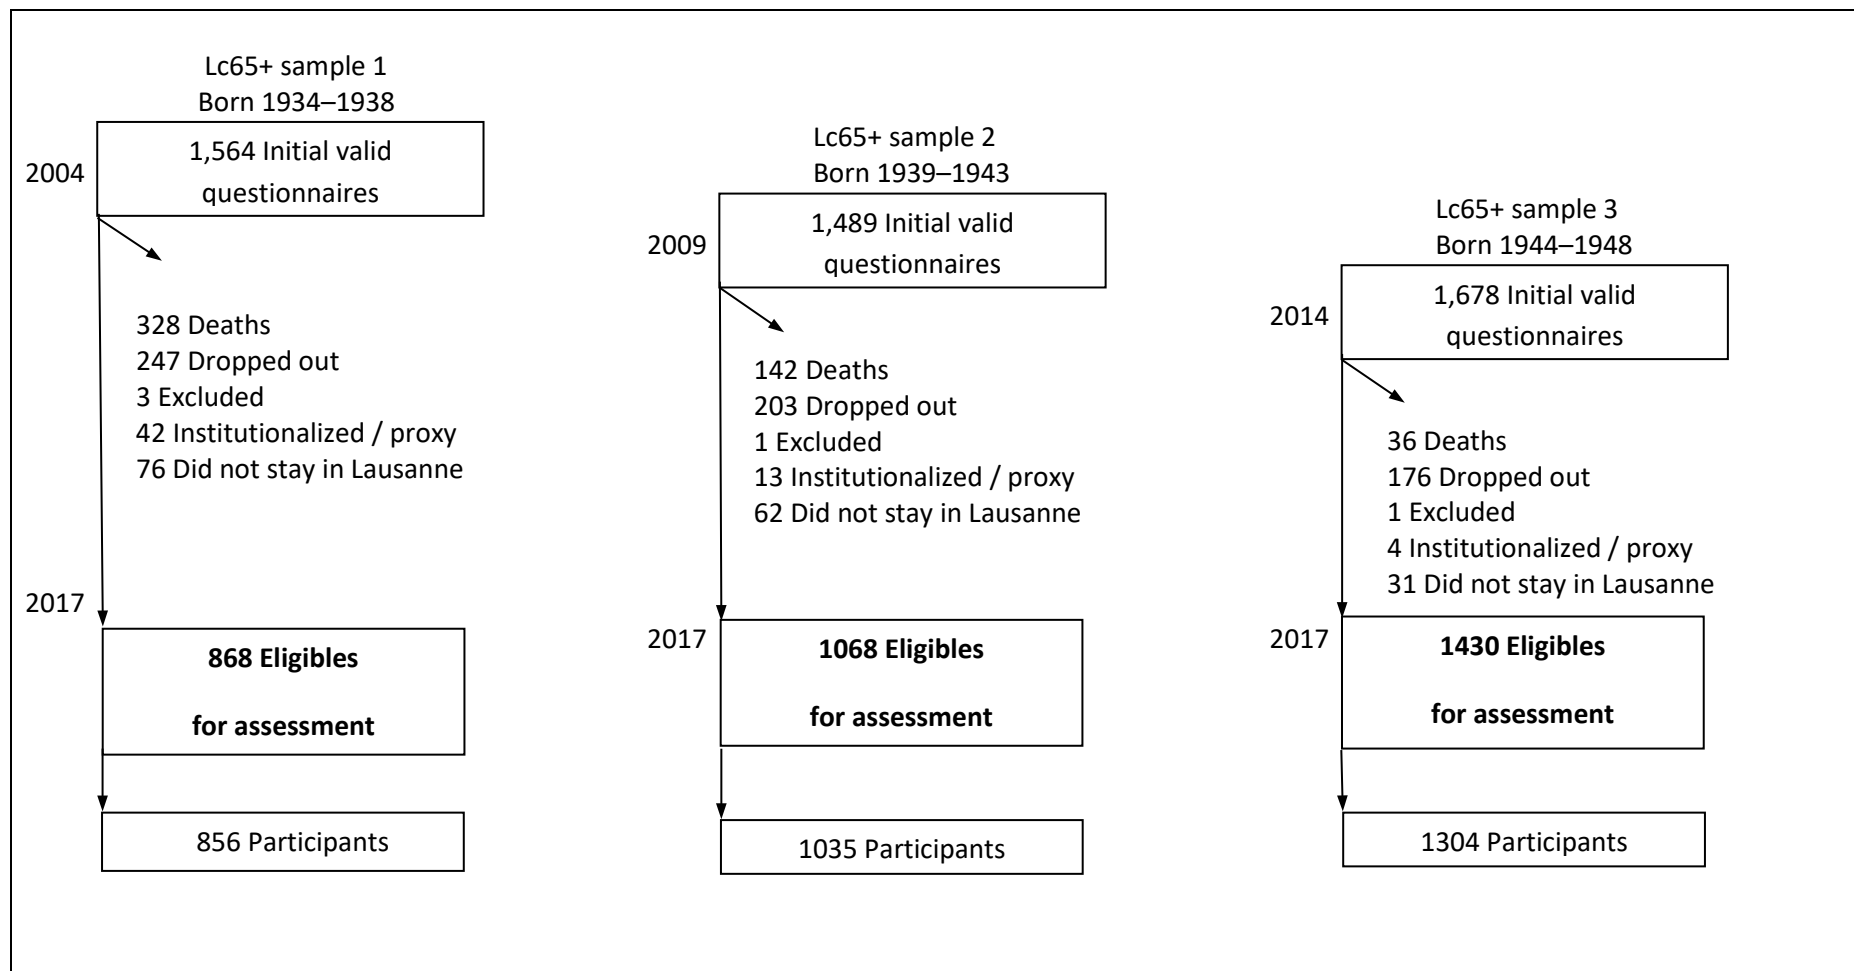 Lc65+ sample 1
Born 1934–1938
2004
1,564 Initial valid
questionnaires
328 Deaths
247 Dropped out
3 Excluded
42 Institutionalized / proxy
76 Did not stay in Lausanne
2017
868 Eligibles
for assessment
856 Participants
Lc65+ sample 2
Born 1939–1943
2009
1,489 Initial valid
questionnaires
142 Deaths
203 Dropped out
1 Excluded
13 Institutionalized / proxy
62 Did not stay in Lausanne
2017
1068 Eligibles
for assessment
1035 Participants
Lc65+ sample 3
Born 1944–1948
2014
1,678 Initial valid
questionnaires
36 Deaths
176 Dropped out
1 Excluded
4 Institutionalized / proxy
31 Did not stay in Lausanne
2017
1430 Eligibles
for assessment
1304 Participants